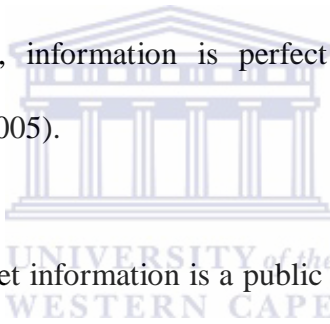 , information is perfect
005).
UNIVERSITY of the
et information is a public
WESTERN CAPE